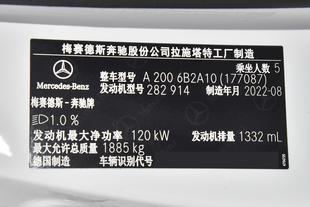 梅赛德斯奔驰股份公司拉施塔特工厂制造
乘坐人数 5
Mercedes-Benz
整车型号 A 200 6B2A10 (177087)
发动机型号 282 914
制造年月 2022-08
梅赛德斯-奔驰牌
1.0 %
发动机最大净功率 120 kW
发动机排量 1332 mL
最大允许总质量 1885 kg
德国制造
车辆识别代号